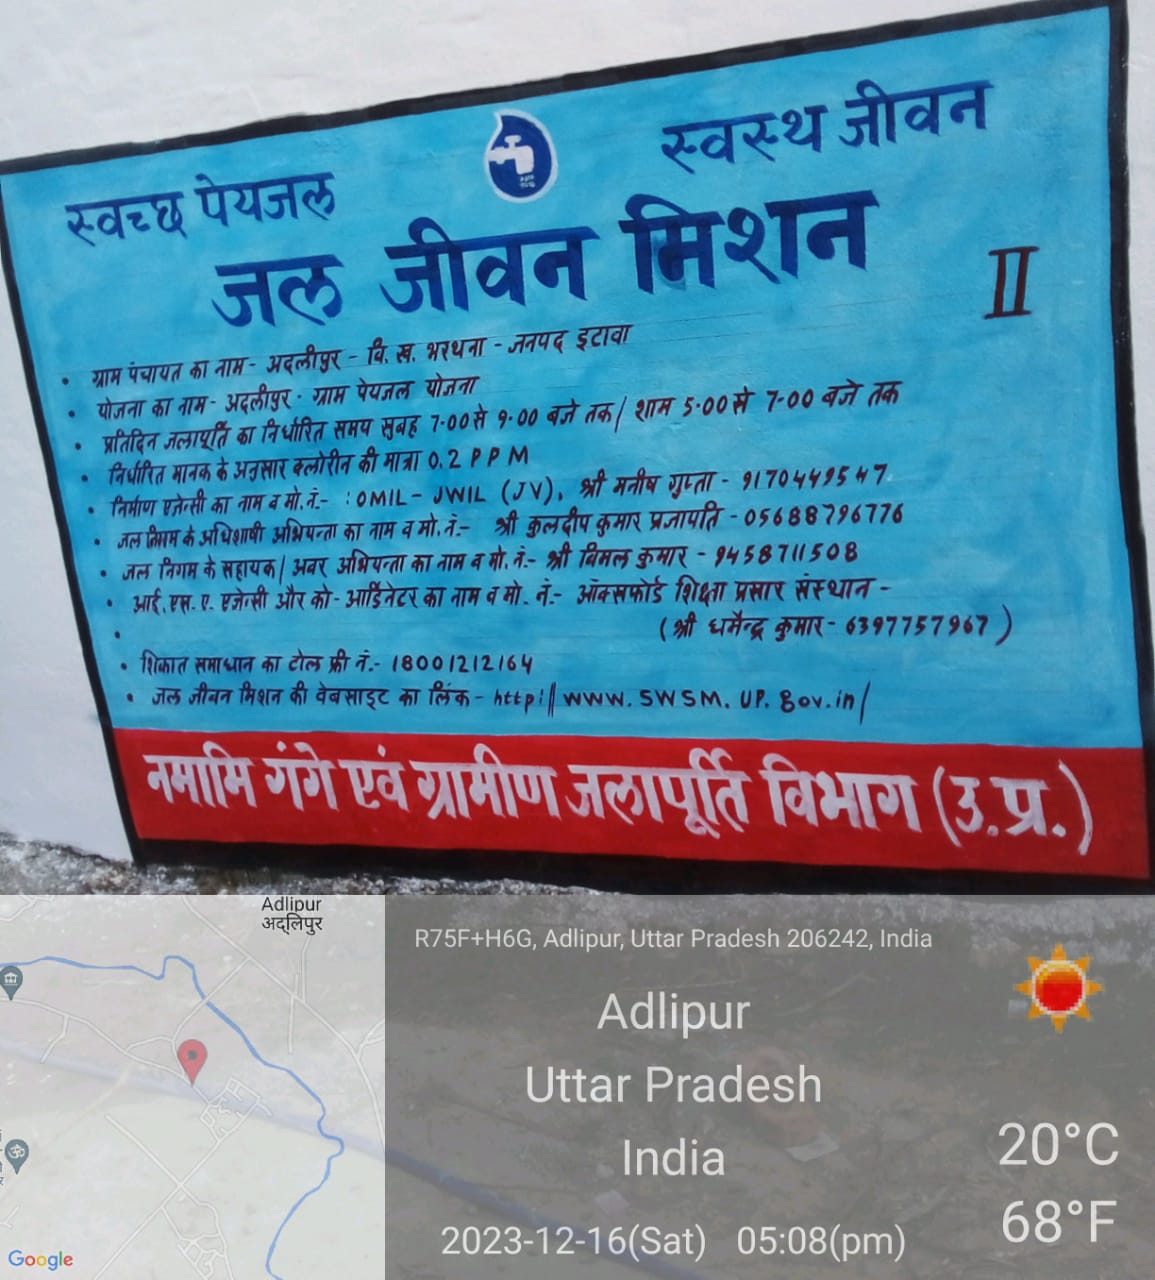 स्वच्छ पेयजल
स्वस्थ जीवन
जल जीवन मिशन
II
• ग्राम पंचायत का नाम- अदलीपुर - वि. ख. भरथना - जनपद इटावा
• योजना का नाम- अदलीपुर - ग्राम पेयजल योजना
• प्रतिदिन जलापूर्ति का निर्धारित समय सुबह 7-00 से 9.00 बजे तक/ शाम 5.00 से 7-00 बजे तक
• निर्धारित मानक के अनुसार क्लोरीन की मात्रा 0.2 PPM
• निर्माण एजेन्सी का नाम व मो.नं.- : OMIL- JWIL (JV), श्री मनीष गुप्ता - 9170449547
• जल निगम के अधिशाषी अभियन्ता का नाम व मो.नं.- श्री कुलदीप कुमार प्रजापति - 05688796776
• जल निगम के सहायक/ अवर अभियन्ता का नाम व मो. नं.- श्री विमल कुमार - 9458711508
• आई. एस. ए. एजेन्सी और को- आर्डिनेटर का नाम व मो. नं.- ऑक्सफोर्ड शिक्षा प्रसार संस्थान -
(श्री धर्मेन्द्र कुमार- 6397757967)
• शिकात समाधान का टोल फ्री नं.- 18001212164
• जल जीवन मिशन की वेबसाइट का लिंक - http:// www. SWSM. UP. gov.in/
नमामि गंगे एवं ग्रामीण जलापूर्ति विभाग (उ.प्र.)
Adlipur
अद्लिपुर
R75F+H6G, Adlipur, Uttar Pradesh 206242, India
Adlipur
Uttar Pradesh
India
20°C
68°F
2023-12-16(Sat) 05:08(pm)
Google